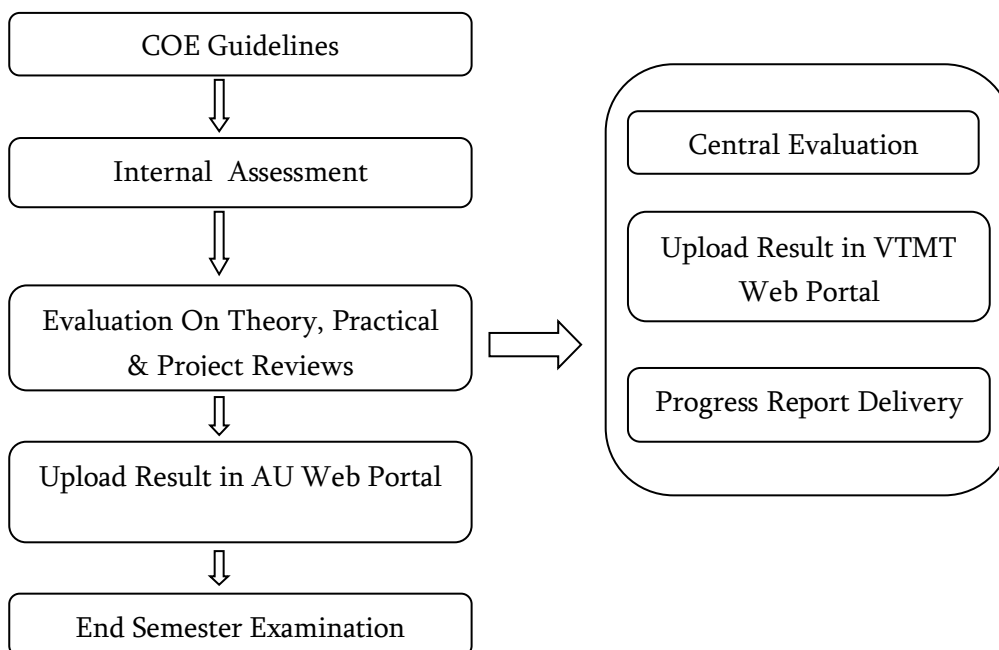 COE Guidelines
Internal Assessment
Evaluation On Theory, Practical
& Project Reviews
Upload Result in AU Web Portal
End Semester Examination
Central Evaluation
Upload Result in VTMT
Web Portal
Progress Report Delivery